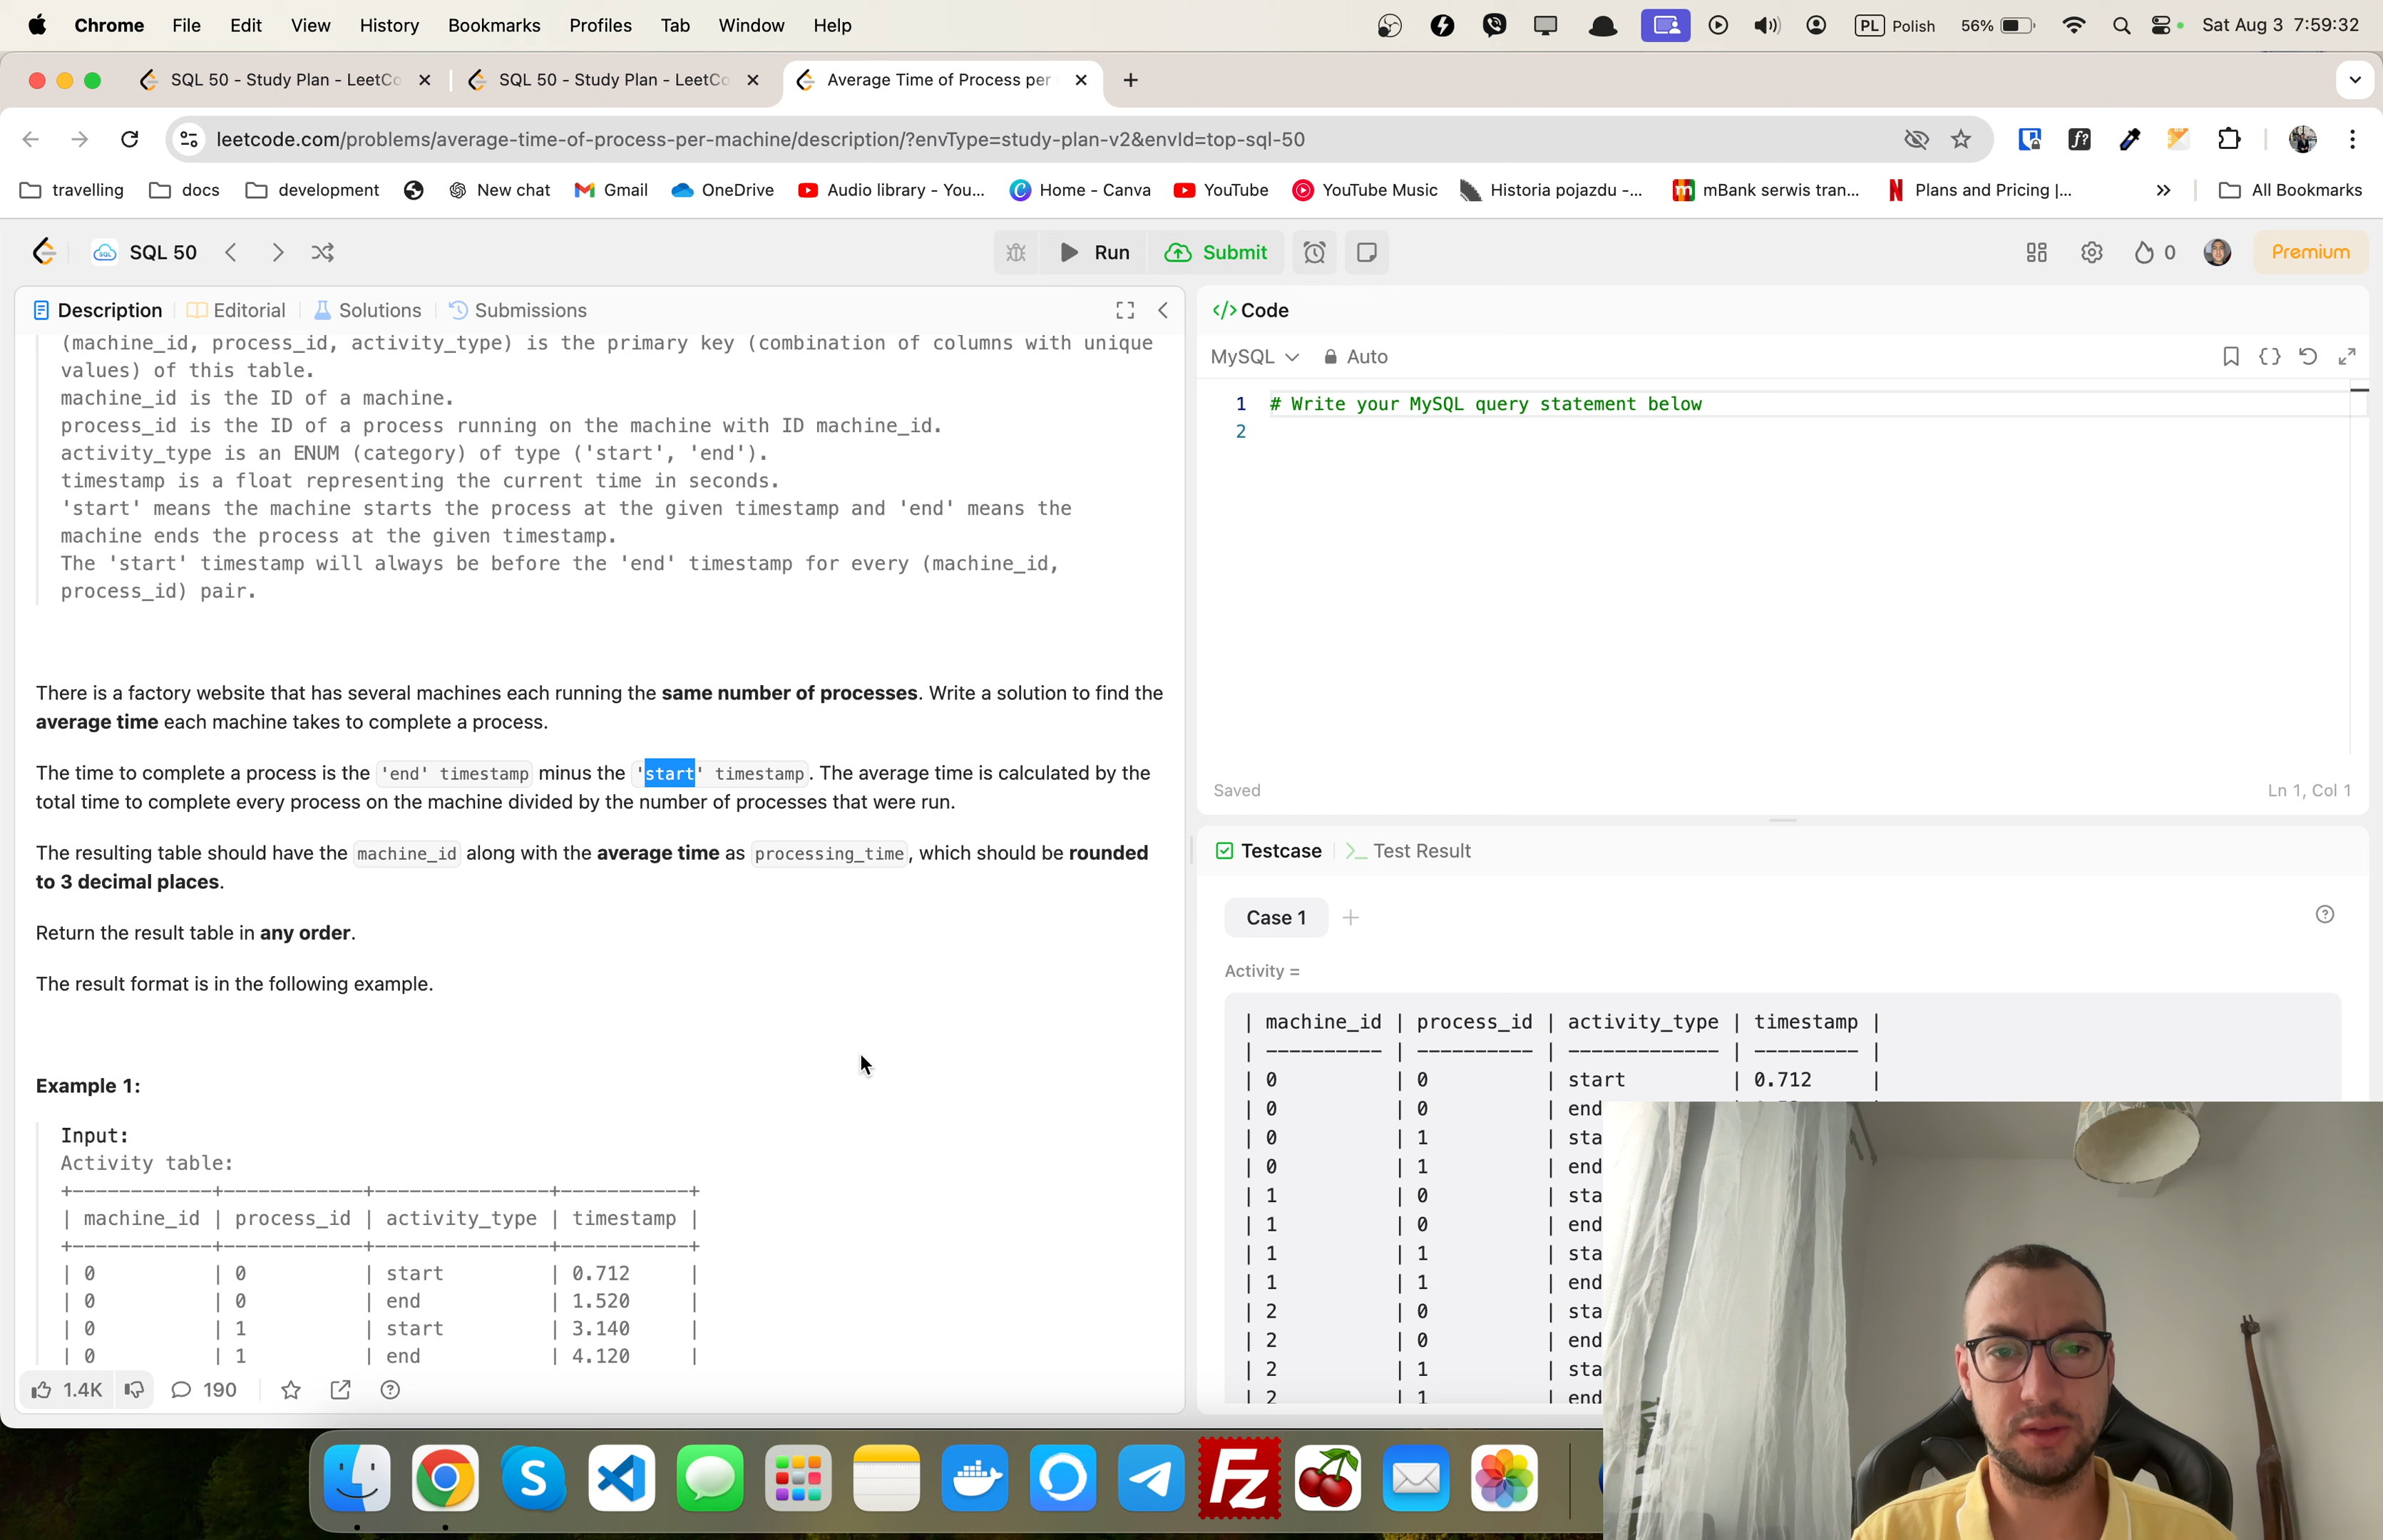 Chrome File Edit View History Bookmarks Profiles Tab Window Help PL Polish 56% Sat Aug 3 7:59:32
SQL 50 - Study Plan - LeetCo SQL 50 - Study Plan - LeetCo Average Time of Process per
leetcode.com/problems/average-time-of-process-per-machine/description/?envType=study-plan-v2&envId=top-sql-50
travelling docs development New chat Gmail OneDrive Audio library - You... Home - Canva YouTube YouTube Music Historia pojazdu -... mBank serwis tran... Plans and Pricing |... All Bookmarks
SQL 50 Run Submit 0 Premium
Description Editorial Solutions Submissions
(machine_id, process_id, activity_type) is the primary key (combination of columns with unique
values) of this table.
machine_id is the ID of a machine.
process_id is the ID of a process running on the machine with ID machine_id.
activity_type is an ENUM (category) of type ('start', 'end').
timestamp is a float representing the current time in seconds.
'start' means the machine starts the process at the given timestamp and 'end' means the
machine ends the process at the given timestamp.
The 'start' timestamp will always be before the 'end' timestamp for every (machine_id,
process_id) pair.
There is a factory website that has several machines each running the same number of processes. Write a solution to find the
average time each machine takes to complete a process.
The time to complete a process is the 'end' timestamp minus the 'start' timestamp. The average time is calculated by the
total time to complete every process on the machine divided by the number of processes that were run.
The resulting table should have the machine_id along with the average time as processing_time, which should be rounded
to 3 decimal places.
Return the result table in any order.
The result format is in the following example.
Example 1:
Input:
Activity table:
+------------+------------+---------------+-----------+
| machine_id | process_id | activity_type | timestamp |
+------------+------------+---------------+-----------+
| 0 | 0 | start | 0.712 |
| 0 | 0 | end | 1.520 |
| 0 | 1 | start | 3.140 |
| 0 | 1 | end | 4.120 |
1.4K 190
</> Code
MySQL Auto
1 # Write your MySQL query statement below
2
Saved Ln 1, Col 1
Testcase >_ Test Result
Case 1 +
Activity =
| machine_id | process_id | activity_type | timestamp |
| ---------- | ---------- | ------------- | --------- |
| 0 | 0 | start | 0.712 |
| 0 | 0 | end
| 0 | 1 | sta
| 0 | 1 | end
| 1 | 0 | sta
| 1 | 0 | end
| 1 | 1 | sta
| 1 | 1 | end
| 2 | 0 | sta
| 2 | 0 | end
| 2 | 1 | sta
| 2 | 1 | end